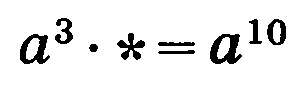 a³ · * = a¹⁰